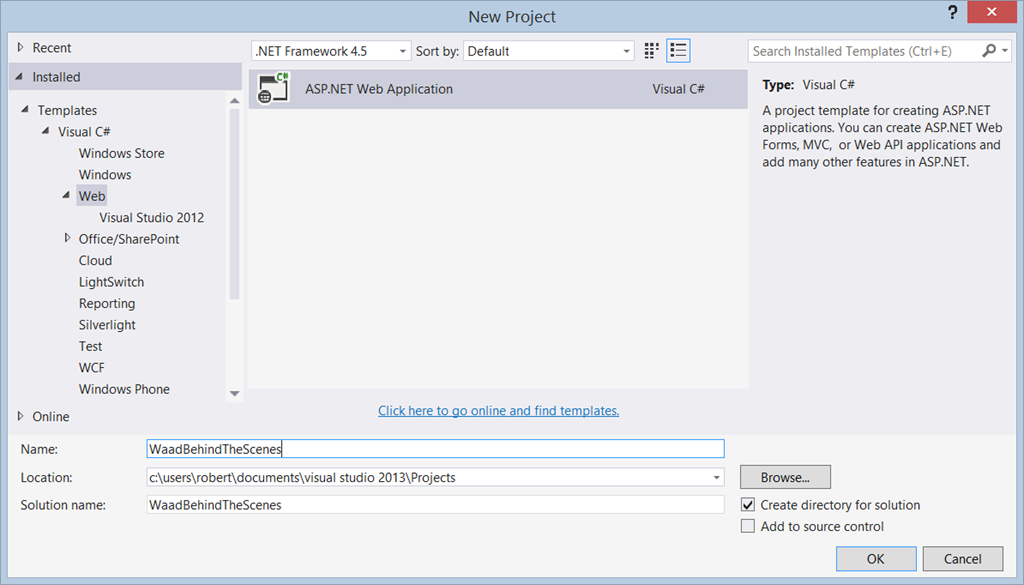 New Project
?
Recent
.NET Framework 4.5
Sort by:
Default
Search Installed Templates (Ctrl+E)
Installed
Templates
Visual C#
Windows Store
Windows
Web
Visual Studio 2012
Office/SharePoint
Cloud
LightSwitch
Reporting
Silverlight
Test
WCF
Windows Phone
Online
C#
ASP.NET Web Application
Visual C#
Type: Visual C#
A project template for creating ASP.NET
applications. You can create ASP.NET Web
Forms, MVC, or Web API applications and
add many other features in ASP.NET.
Click here to go online and find templates.
Name:
WaadBehindTheScenes
Location:
c:\users\robert\documents\visual studio 2013\Projects
Browse...
Solution name:
WaadBehindTheScenes
Create directory for solution
Add to source control
OK
Cancel